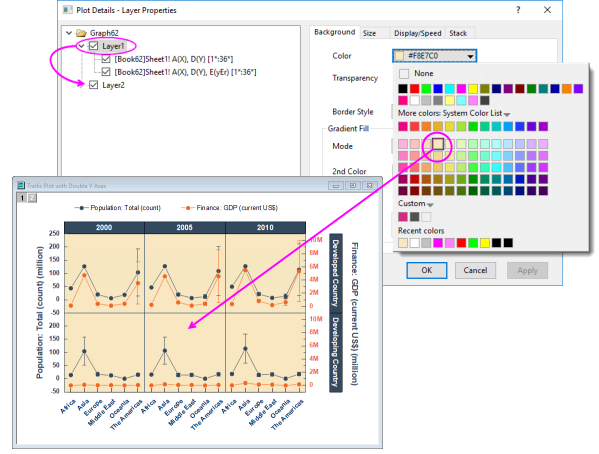 Plot Details - Layer Properties
Graph62
Layer1
[Book62]Sheet1! A(X), D(Y) [1*:36*]
[Book62]Sheet1! A(X), D(Y), E(yEr) [1*:36*]
Layer2
Background Size Display/Speed Stack
Color #F8E7C0
Transparency
Border Style
Gradient Fill
Mode
2nd Color
None
More colors: System Color List
Custom
Recent colors
OK Cancel Apply
Trellis Plot with Double Y Axes
1 2
Population: Total (count) Finance: GDP (current US$)
2000 2005 2010
Population: Total (count) (million)
250
200
150
100
50
0
250
200
150
100
50
0
10M
8M
6M
4M
2M
0
10M
8M
6M
4M
2M
0
Developed Country
Developing Country
Finance: GDP (current US$) (million)
Africa Asia Europe Middle East Oceania The Americas
Africa Asia Europe Middle East Oceania The Americas
Africa Asia Europe Middle East Oceania The Americas